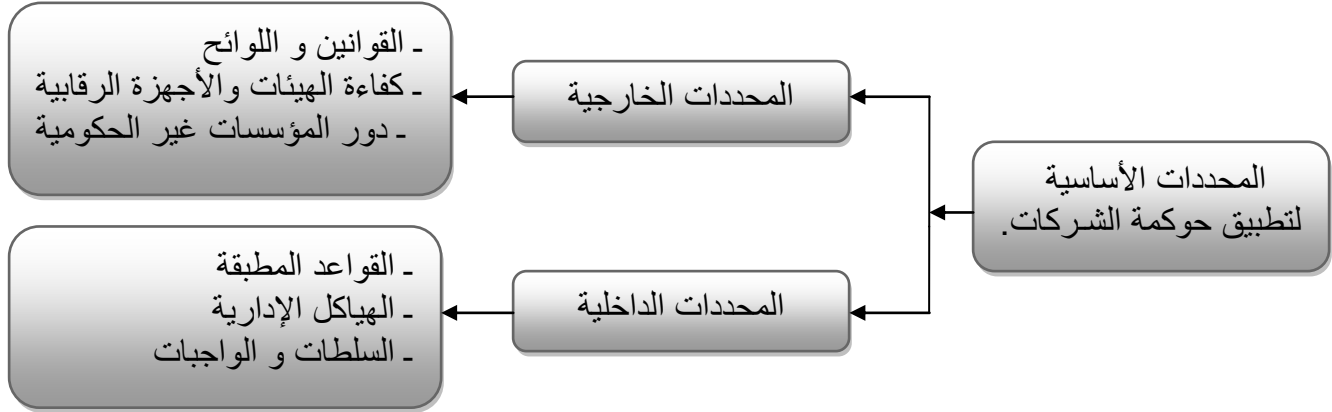 المحددات الأساسية
لتطبيق حوكمة الشركات.
المحددات الخارجية
ـ القوانين و اللوائح
ـ كفاءة الهيئات والأجهزة الرقابية
ـ دور المؤسسات غير الحكومية
المحددات الداخلية
ـ القواعد المطبقة
ـ الهياكل الإدارية
ـ السلطات و الواجبات